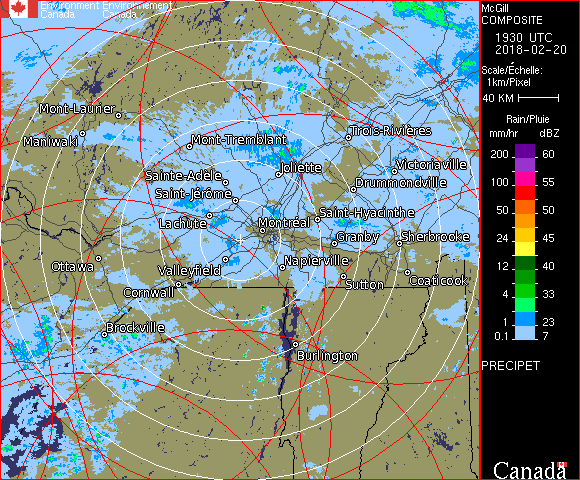 Environment Environnement
Canada Canada
McGill
COMPOSITE
1930 UTC
2018-02-20
Scale/Échelle:
1km/Pixel
40 KM
Rain/Pluie
mm/hr dBZ
200 60
100 55
50 50
24 45
12 40
4 33
1 23
0.1 7
PRECIPET
Canada
Mont-Laurier
Maniwaki
Mont-Tremblant
Trois-Rivières
Joliette
Victoriaville
Sainte-Adèle
Drummondville
Saint-Jérôme
Saint-Hyacinthe
Lachute
Montréal
Granby
Sherbrooke
Ottawa
Valleyfield
Napierville
Sutton
Coaticook
Cornwall
Brockville
Burlington